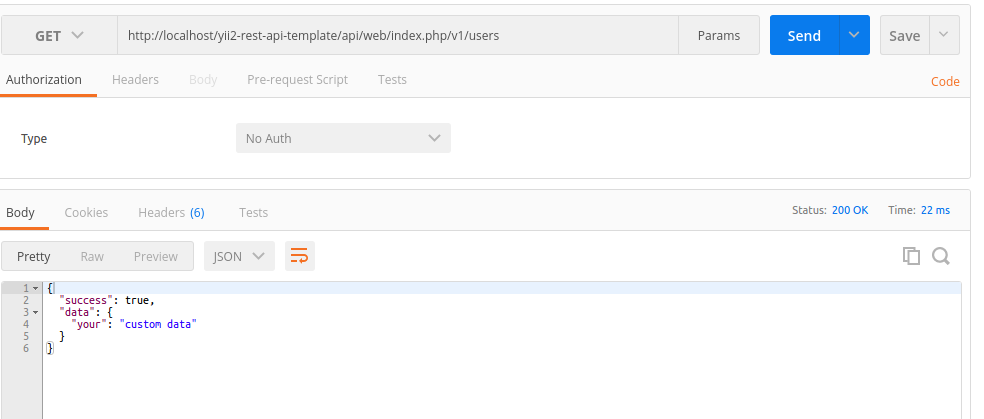 GET http://localhost/yii2-rest-api-template/api/web/index.php/v1/users Params Send Save
Authorization Headers Body Pre-request Script Tests Code
Type No Auth
Body Cookies Headers (6) Tests Status: 200 OK Time: 22 ms
Pretty Raw Preview JSON
1 {
2 "success": true,
3 "data": {
4 "your": "custom data"
5 }
6 }